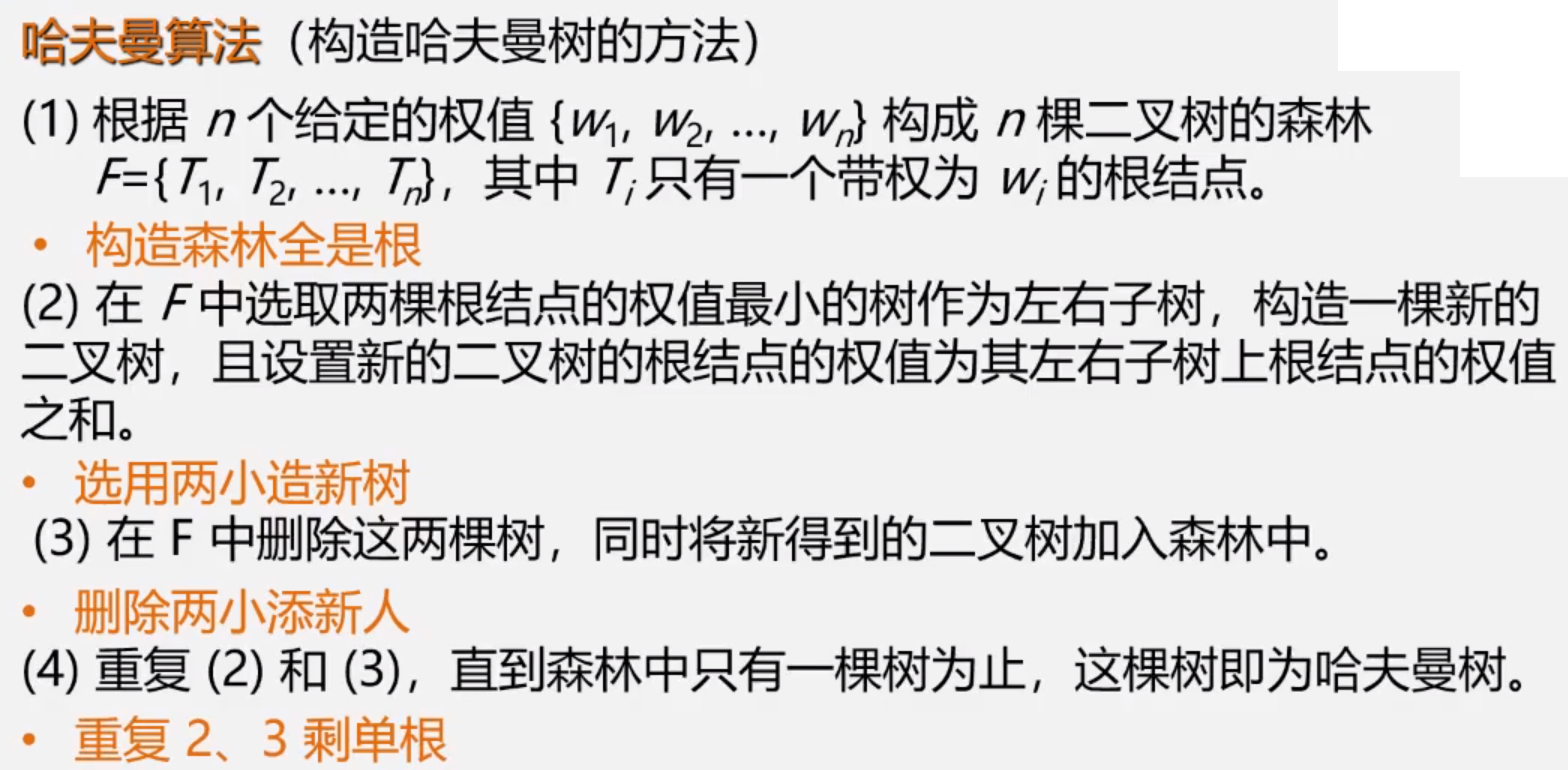 哈夫曼算法（构造哈夫曼树的方法）
(1) 根据 n 个给定的权值 {w₁, w₂, ..., wₙ} 构成 n 棵二叉树的森林
F={T₁, T₂, ..., Tₙ}，其中 Tᵢ 只有一个带权为 wᵢ 的根结点。
• 构造森林全是根
(2) 在 F 中选取两棵根结点的权值最小的树作为左右子树，构造一棵新的
二叉树，且设置新的二叉树的根结点的权值为其左右子树上根结点的权值
之和。
• 选用两小造新树
(3) 在 F 中删除这两棵树，同时将新得到的二叉树加入森林中。
• 删除两小添新人
(4) 重复 (2) 和 (3)，直到森林中只有一棵树为止，这棵树即为哈夫曼树。
• 重复 2、3 剩单根